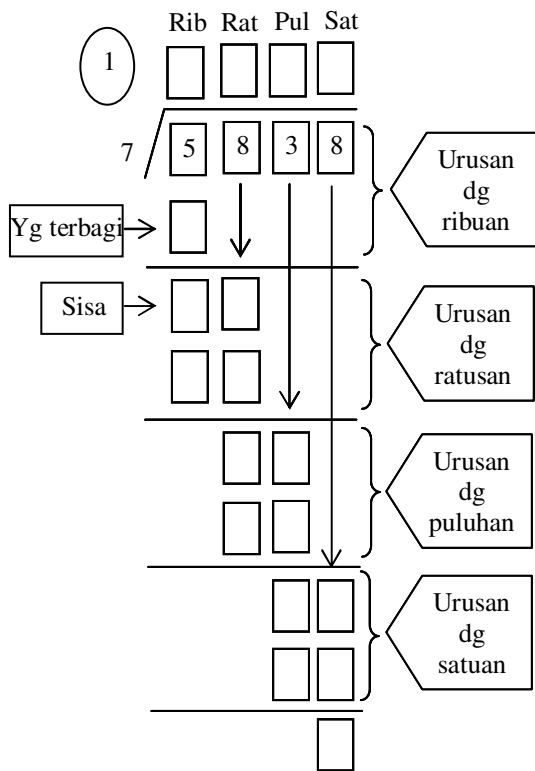 Rib Rat Pul Sat
1
7 5 8 3 8
Urusan
dg
ribuan
Yg terbagi
Sisa
Urusan
dg
ratusan
Urusan
dg
puluhan
Urusan
dg
satuan